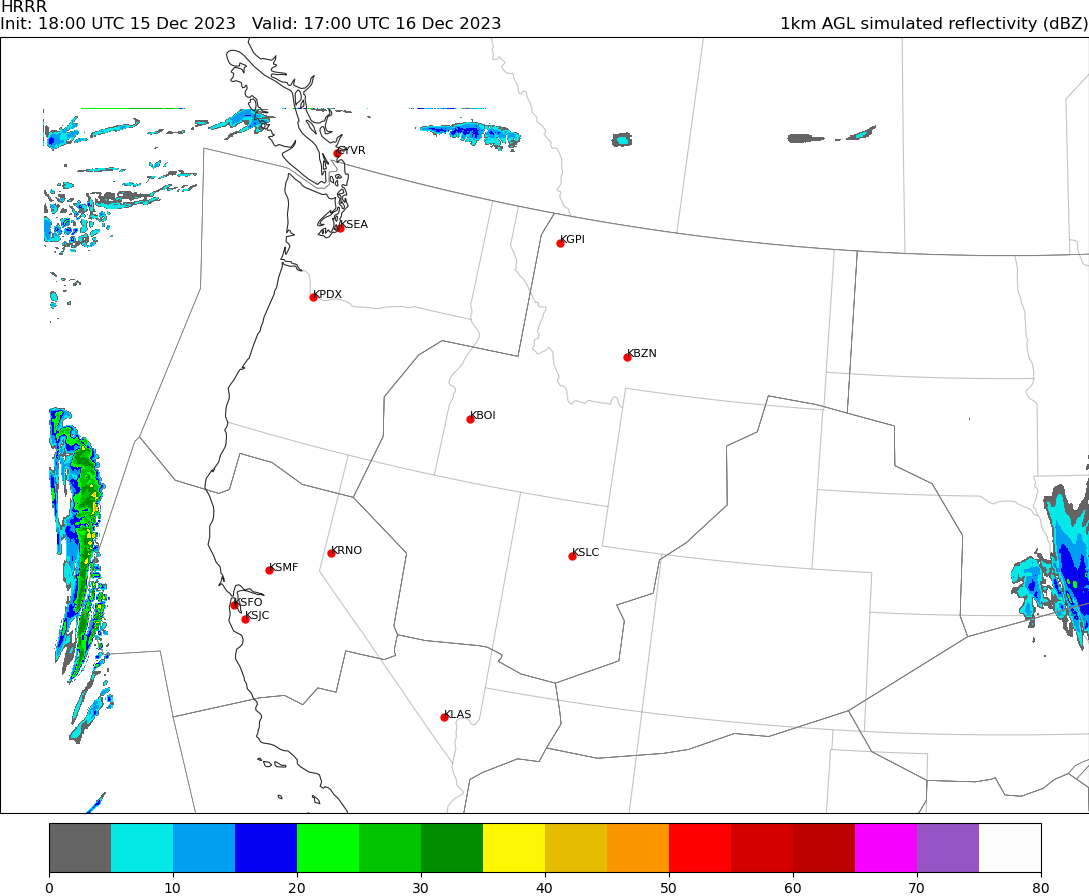 HRRR
Init: 18:00 UTC 15 Dec 2023   Valid: 17:00 UTC 16 Dec 2023   1km AGL simulated reflectivity (dBZ)
CYVR
KSEA
KGPI
KPDX
KBZN
KBOI
KRNO
KSLC
KSMF
KSFO
KSJC
KLAS
0 10 20 30 40 50 60 70 80